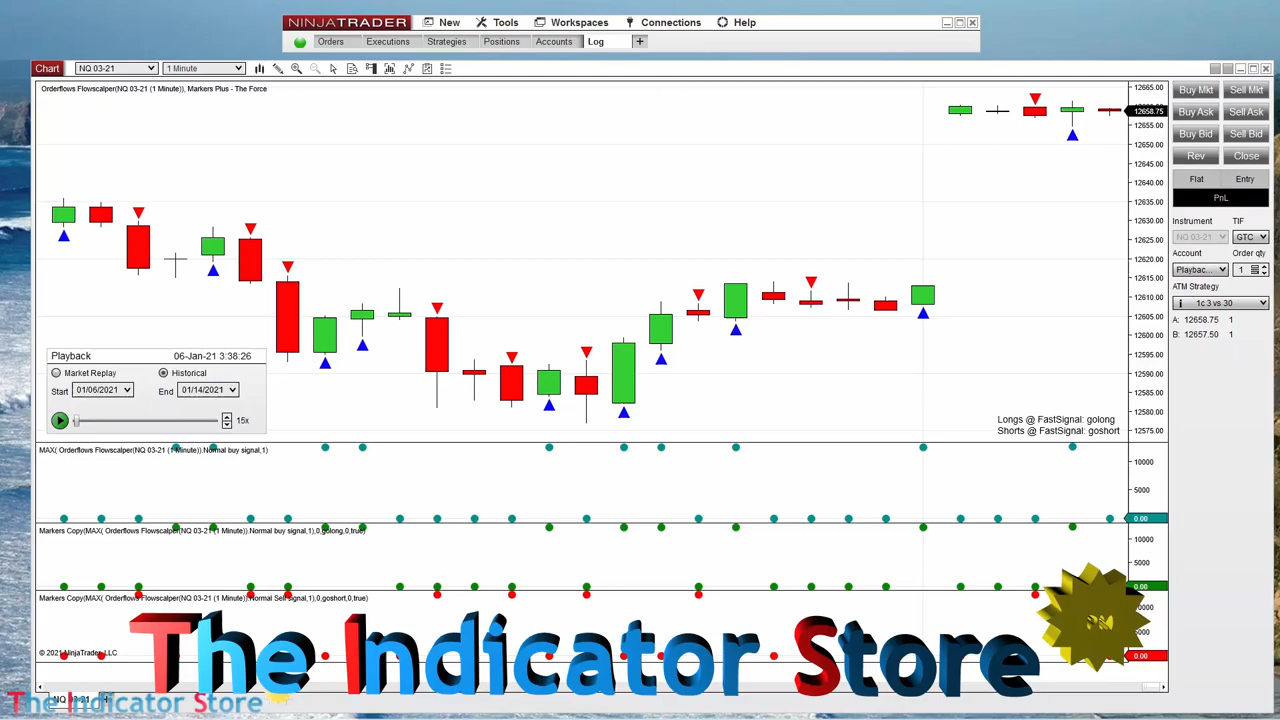 NINJATRADER New Tools Workspaces Connections Help
Orders Executions Strategies Positions Accounts Log +
Chart NQ 03-21 1 Minute
Orderflows Flowscalper(NQ 03-21 (1 Minute)), Markers Plus - The Force
12665.00
12658.75
12655.00
12650.00
12645.00
12640.00
12635.00
12630.00
12625.00
12620.00
12615.00
12610.00
12605.00
12600.00
12595.00
12590.00
12585.00
12580.00
12575.00
Buy Mkt Sell Mkt
Buy Ask Sell Ask
Buy Bid Sell Bid
Rev Close
Flat Entry
PnL
Instrument TIF
NQ 03-21 GTC
Account Order qty
Playbac... 1
ATM Strategy
1c 3 vs 30
A: 12658.75 1
B: 12657.50 1
Playback 06-Jan-21 3:38:26
Market Replay Historical
Start 01/06/2021 End 01/14/2021
15x
Longs @ FastSignal: golong
Shorts @ FastSignal: goshort
MAX( Orderflows Flowscalper(NQ 03-21 (1 Minute)).Normal buy signal,1)
10000
5000
0.00
Markers Copy(MAX( Orderflows Flowscalper(NQ 03-21 (1 Minute)).Normal buy signal,1),0,golong,0,true)
10000
5000
0.00
Markers Copy(MAX( Orderflows Flowscalper(NQ 03-21 (1 Minute)).Normal Sell signal,1),0,goshort,0,true)
10000
5000
0.00
© 2021 NinjaTrader, LLC
The Indicator Store
NQ 03-21
The Indicator Store